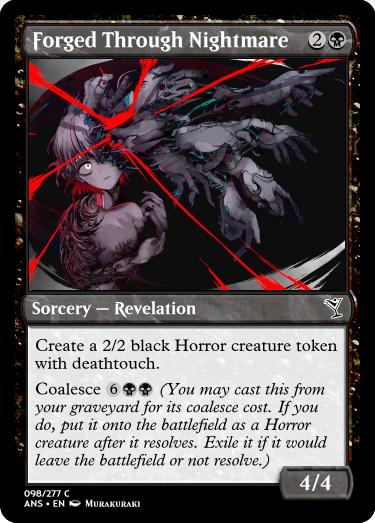 Forged Through Nightmare 2
Sorcery — Revelation
Create a 2/2 black Horror creature token
with deathtouch.
Coalesce 6 (You may cast this from
your graveyard for its coalesce cost. If you
do, put it onto the battlefield as a Horror
creature after it resolves. Exile it if it would
leave the battlefield or not resolve.)
4/4
098/277 C
ANS • EN Murakuraki